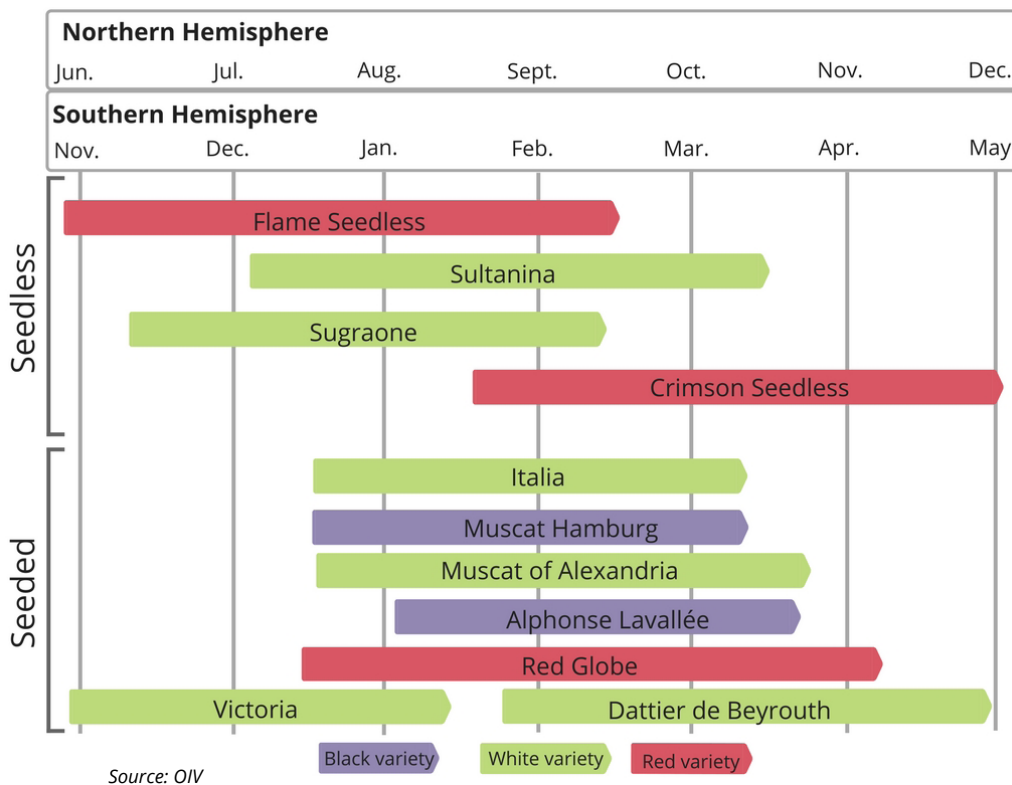 Northern Hemisphere
Jun. Jul. Aug. Sept. Oct. Nov. Dec.
Southern Hemisphere
Nov. Dec. Jan. Feb. Mar. Apr. May
Seedless
Flame Seedless
Sultanina
Sugraone
Crimson Seedless
Seeded
Italia
Muscat Hamburg
Muscat of Alexandria
Alphonse Lavallée
Red Globe
Victoria Dattier de Beyrouth
Black variety White variety Red variety
Source: OIV